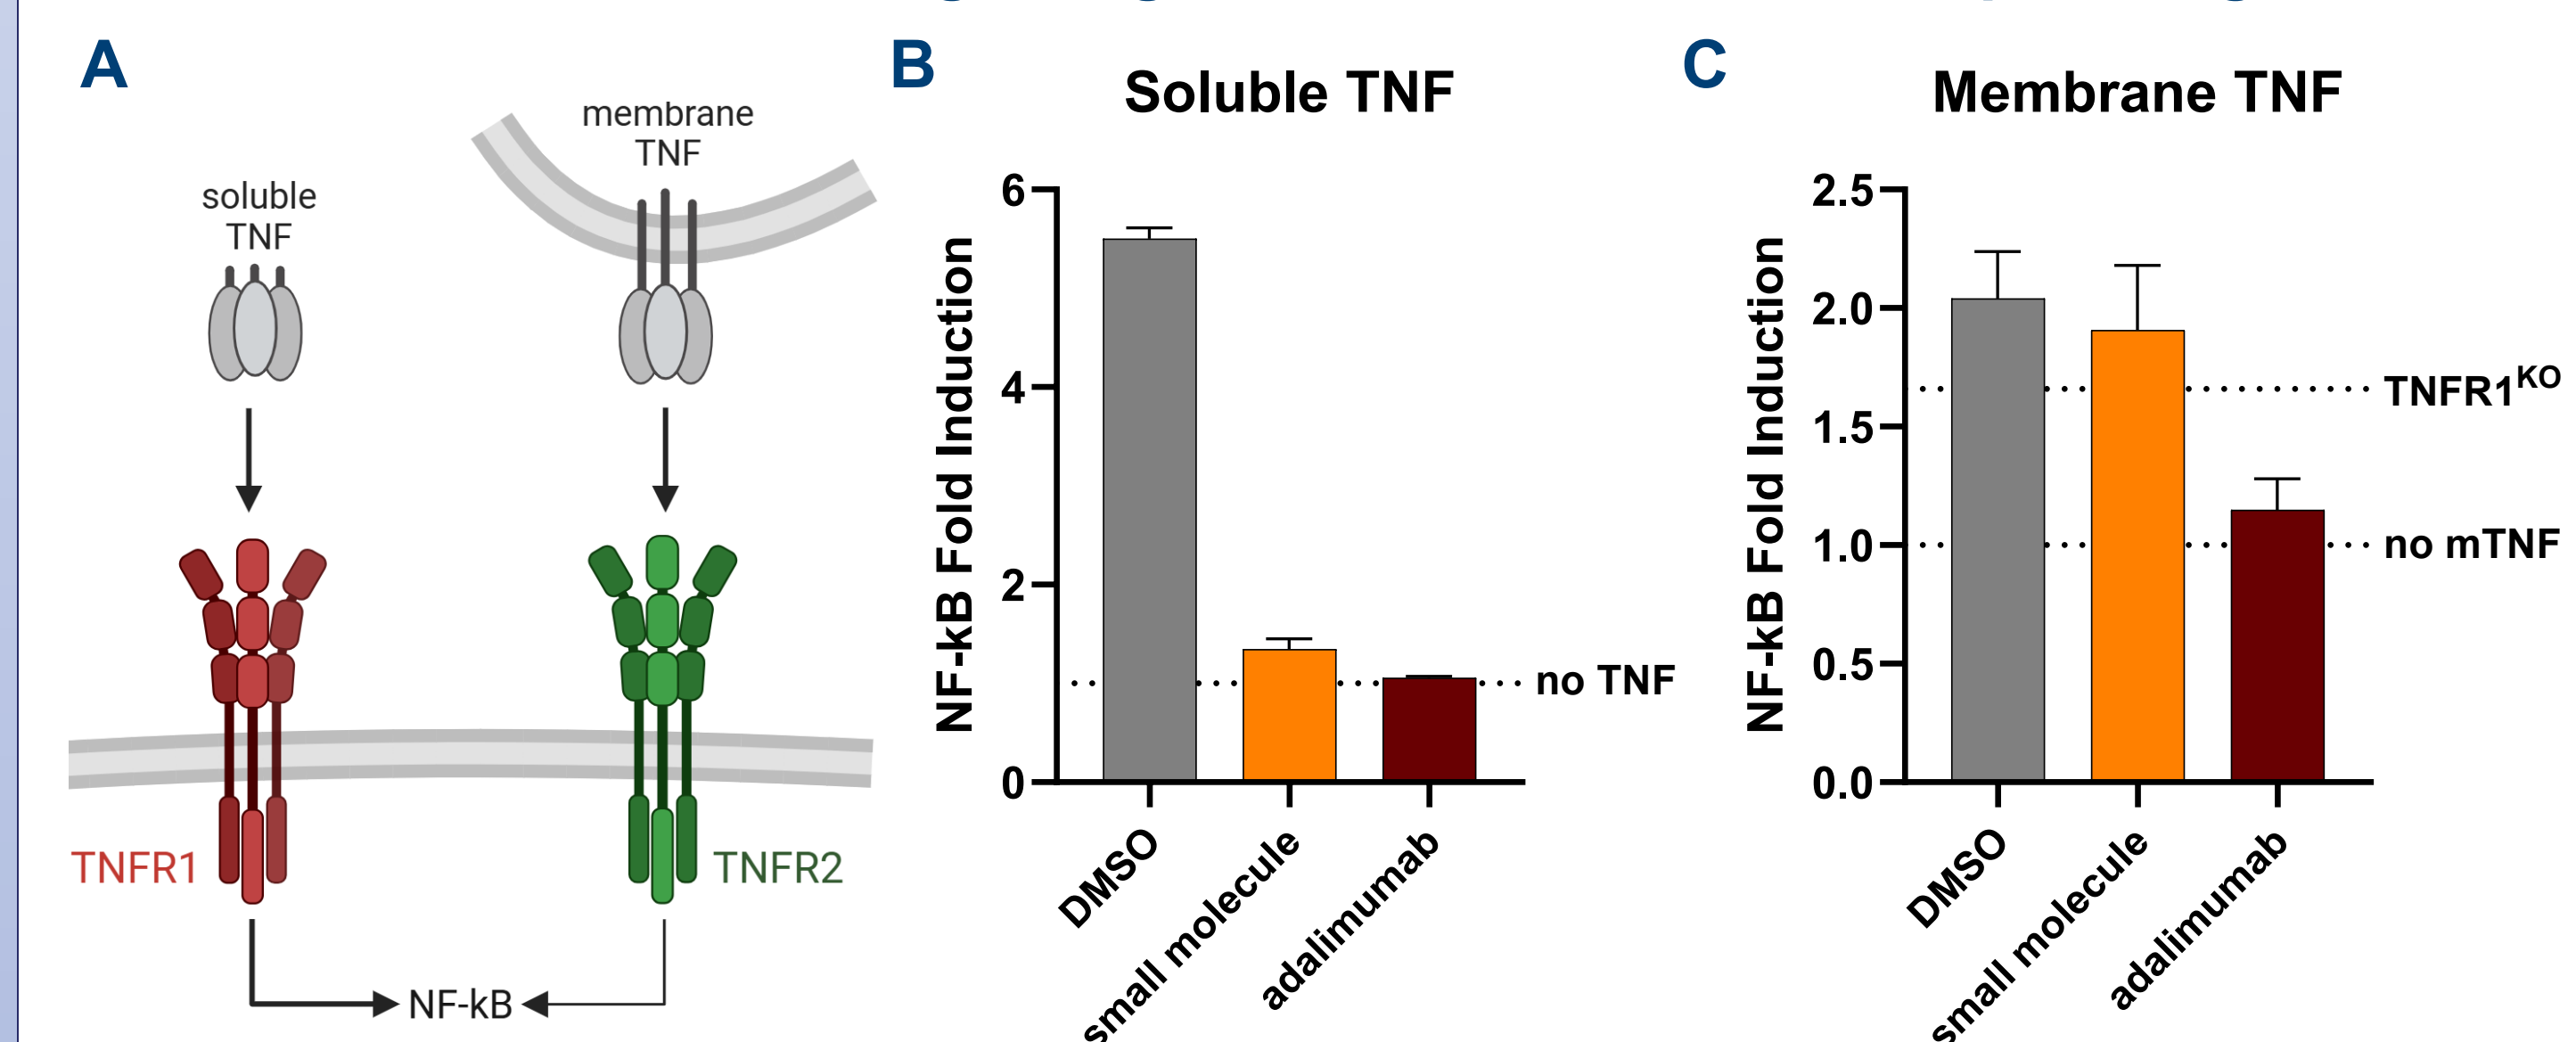 A
soluble
TNF
membrane
TNF
TNFR1
TNFR2
NF-kB
B
Soluble TNF
NF-kB Fold Induction
6
4
2
0
no TNF
DMSO
small molecule
adalimumab
C
Membrane TNF
NF-kB Fold Induction
2.5
2.0
1.5
1.0
0.5
0.0
TNFR1KO
no mTNF
DMSO
small molecule
adalimumab